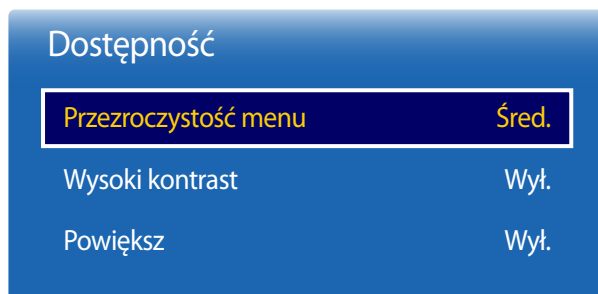 Dostępność
Przezroczystość menu Śred.
Wysoki kontrast Wył.
Powiększ Wył.